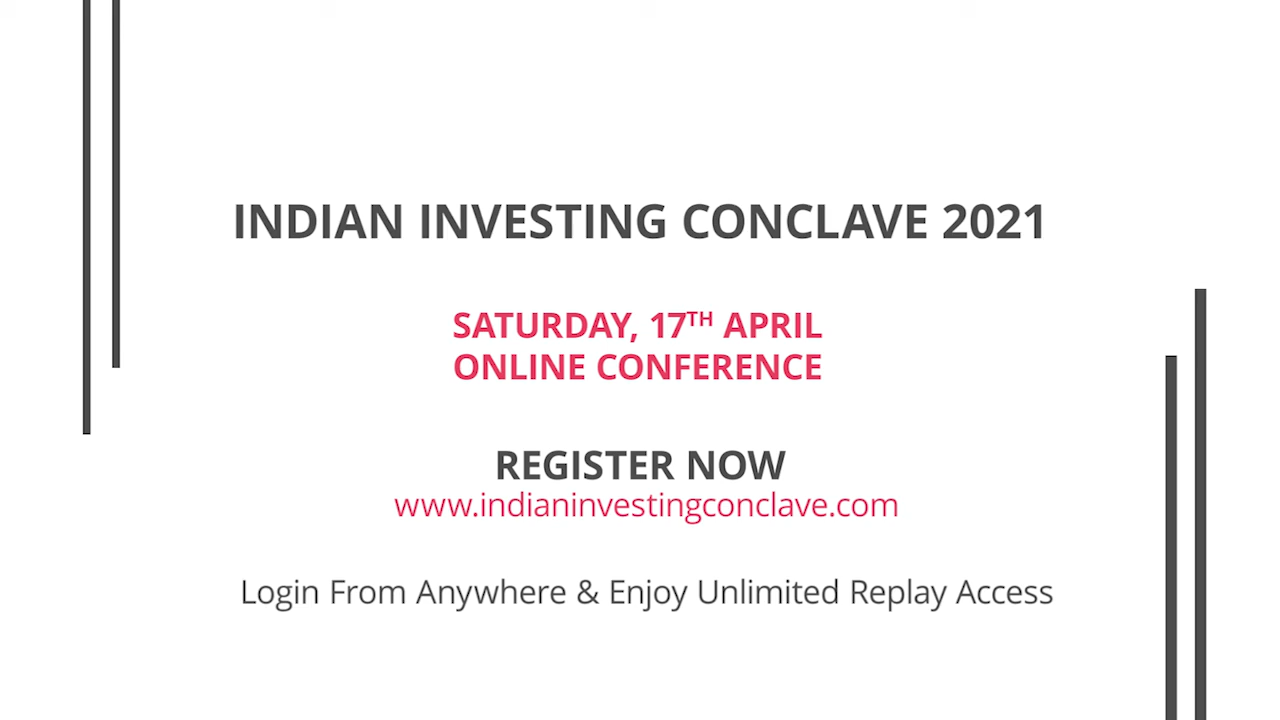 INDIAN INVESTING CONCLAVE 2021
SATURDAY, 17TH APRIL
ONLINE CONFERENCE
REGISTER NOW
www.indianinvestingconclave.com
Login From Anywhere & Enjoy Unlimited Replay Access